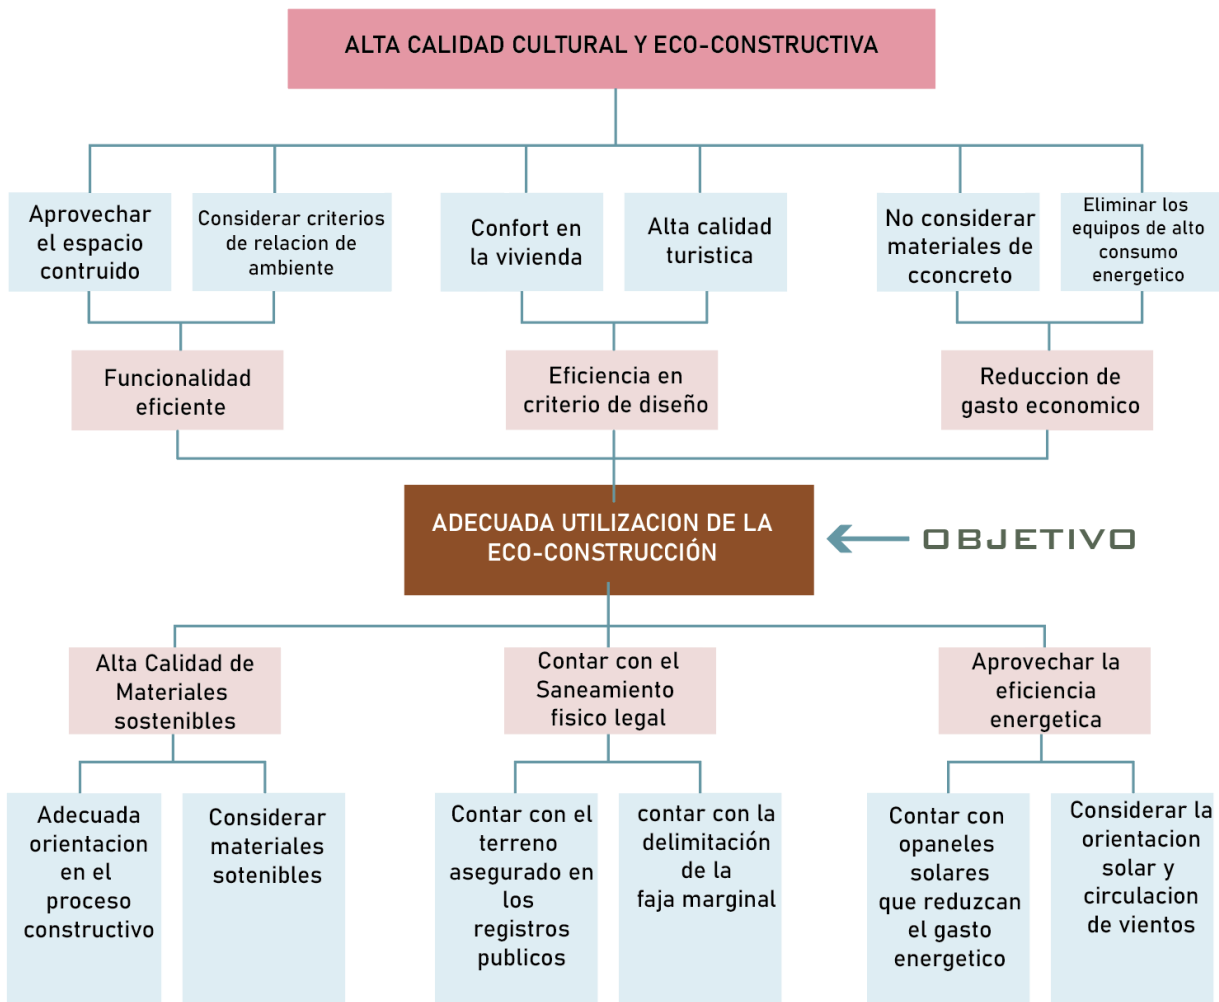 ALTA CALIDAD CULTURAL Y ECO-CONSTRUCTIVA
Aprovechar
el espacio
contruido
Considerar criterios
de relacion de
ambiente
Confort en
la vivienda
Alta calidad
turistica
No considerar
materiales de
cconcreto
Eliminar los
equipos de alto
consumo
energetico
Funcionalidad
eficiente
Eficiencia en
criterio de diseño
Reduccion de
gasto economico
ADECUADA UTILIZACION DE LA
ECO-CONSTRUCCIÓN
OBJETIVO
Alta Calidad de
Materiales
sostenibles
Contar con el
Saneamiento
fisico legal
Aprovechar la
eficiencia
energetica
Adecuada
orientacion
en el
proceso
constructivo
Considerar
materiales
sotenibles
Contar con el
terreno
asegurado en
los
registros
publicos
contar con la
delimitación
de la
faja marginal
Contar con
opaneles
solares
que reduzcan
el gasto
energetico
Considerar la
orientacion
solar y
circulacion
de vientos